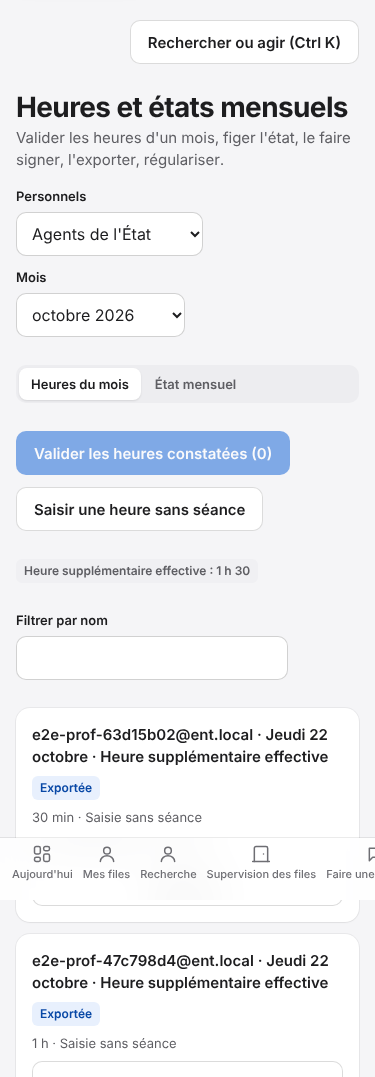 Rechercher ou agir (Ctrl K)
Heures et états mensuels
Valider les heures d'un mois, figer l'état, le faire
signer, l'exporter, régulariser.
Personnels
Agents de l'État
Mois
octobre 2026
Heures du mois
État mensuel
Valider les heures constatées (0)
Saisir une heure sans séance
Heure supplémentaire effective : 1 h 30
Filtrer par nom
e2e-prof-63d15b02@ent.local · Jeudi 22
octobre · Heure supplémentaire effective
Exportée
30 min · Saisie sans séance
Aujourd'hui
Mes files
Recherche
Supervision des files
Faire une
e2e-prof-47c798d4@ent.local · Jeudi 22
octobre · Heure supplémentaire effective
Exportée
1 h · Saisie sans séance